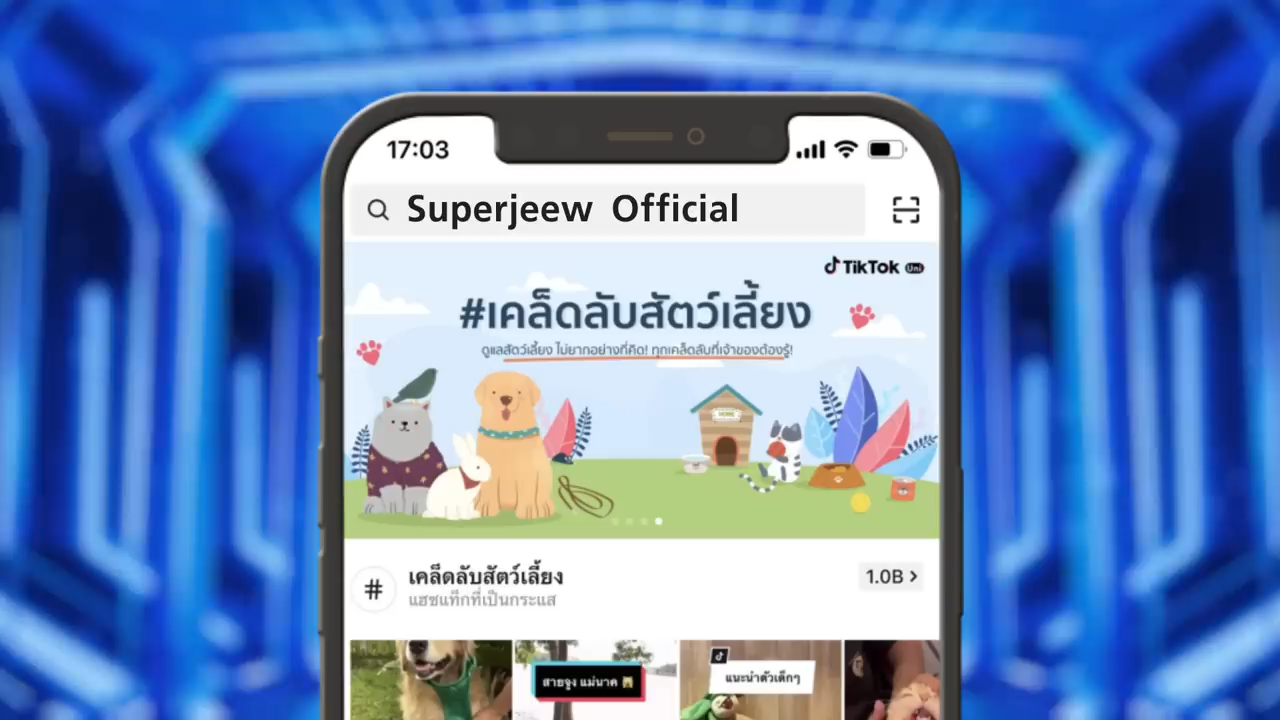 17:03
Superjeew Official
TikTok Uni
#เคล็ดลับสัตว์เลี้ยง
ดูแลสัตว์เลี้ยง ไม่ยากอย่างที่คิด! ทุกเคล็ดลับที่เจ้าของต้องรู้!
HOME
# เคล็ดลับสัตว์เลี้ยง
1.0B >
แฮชแท็กที่เป็นกระแส
สายจูง แม่นาค
แนะนำตัวเด็กๆ